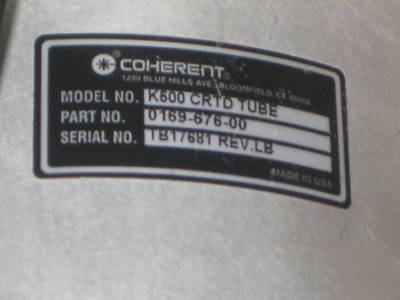 COHERENT®
1280 BLUE HILLS AVE., BLOOMFIELD, CT 06002
MODEL NO. K500 CRTD TUBE
PART NO. 0169-676-00
SERIAL NO. TB17681 REV.LB
MADE IN USA